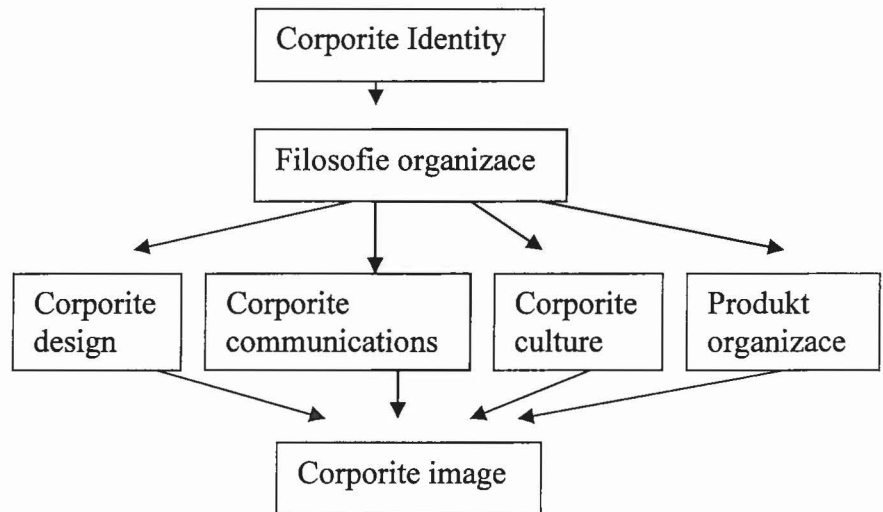 Corporite Identity
Filosofie organizace
Corporite
design
Corporite
communications
Corporite
culture
Produkt
organizace
Corporite image